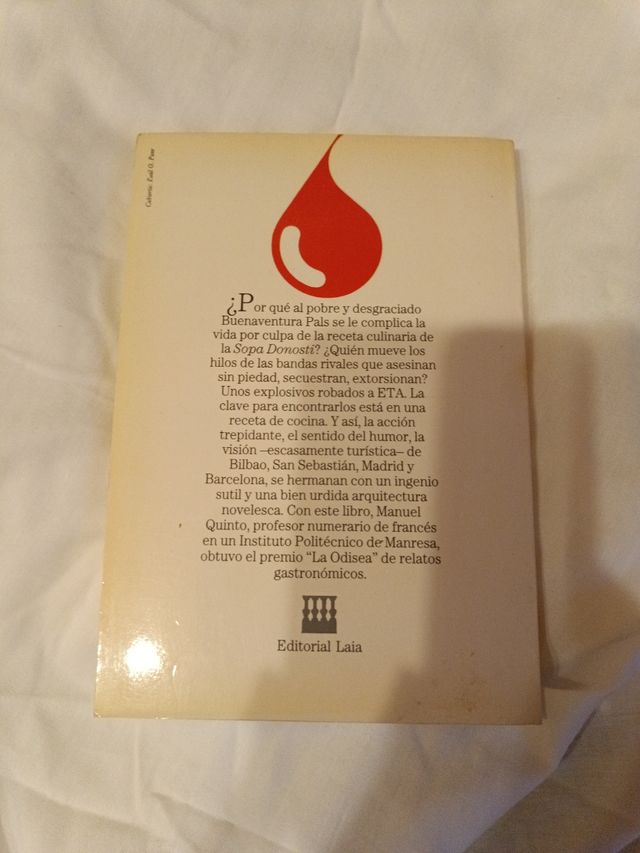 ¿Por qué al pobre y desgraciado
Buenaventura Pals se le complica la
vida por culpa de la receta culinaria de
la Sopa Donosti? ¿Quién mueve los
hilos de las bandas rivales que asesinan
sin piedad, secuestran, extorsionan?
Unos explosivos robados a ETA. La
clave para encontrarlos está en una
receta de cocina. Y así, la acción
trepidante, el sentido del humor, la
visión –escasamente turística– de
Bilbao, San Sebastián, Madrid y
Barcelona, se hermanan con un ingenio
sutil y una bien urdida arquitectura
novelesca. Con este libro, Manuel
Quinto, profesor numerario de francés
en un Instituto Politécnico de Manresa,
obtuvo el premio “La Odisea” de relatos
gastronómicos.
Editorial Laia